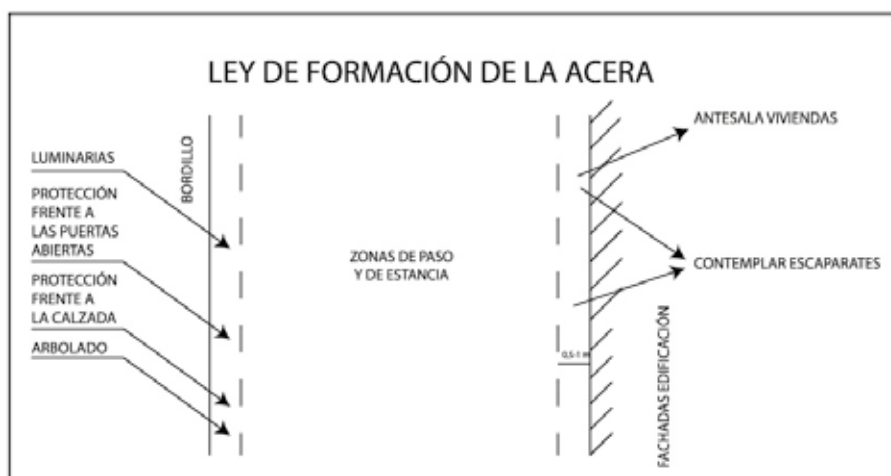 LEY DE FORMACIÓN DE LA ACERA
LUMINARIAS
PROTECCIÓN
FRENTE A
LAS PUERTAS
ABIERTAS
PROTECCIÓN
FRENTE A
LA CALZADA
ARBOLADO
BORDILLO
ZONAS DE PASO
Y DE ESTANCIA
0,5-1 m
FACHADAS EDIFICACIÓN
ANTESALA VIVIENDAS
CONTEMPLAR ESCAPARATES